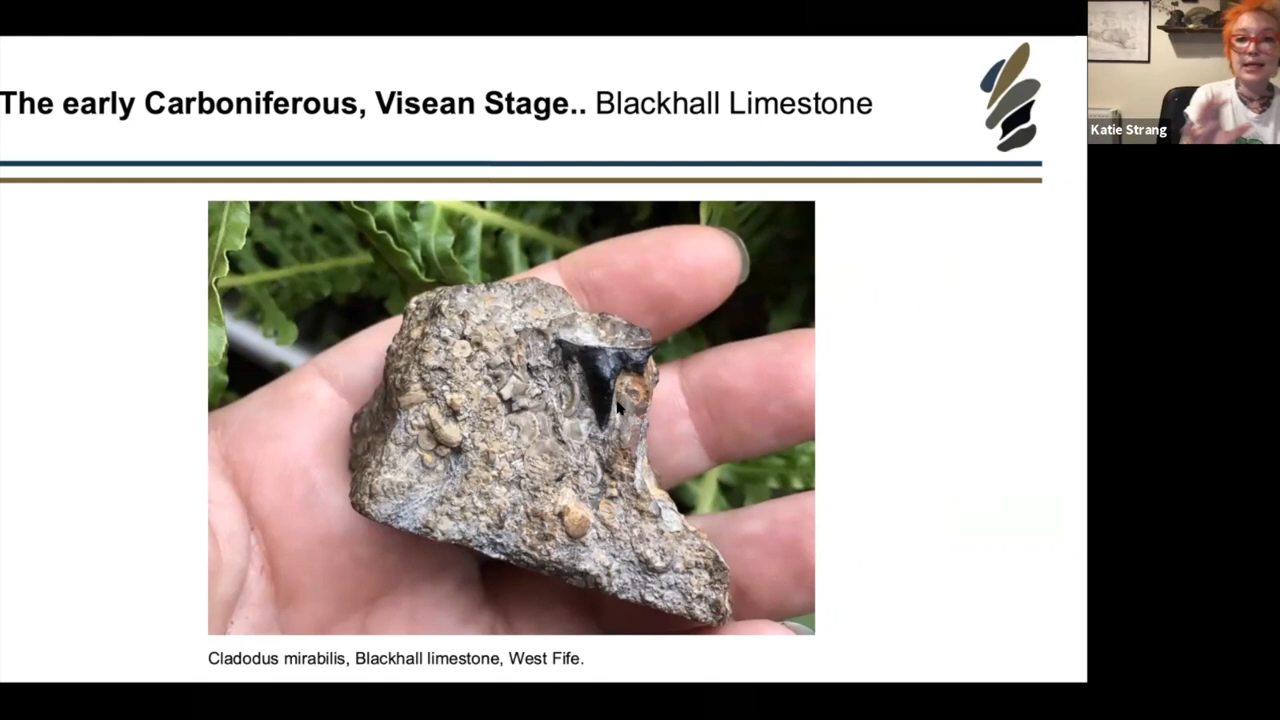 The early Carboniferous, Visean Stage.. Blackhall Limestone
Katie Strang
Cladodus mirabilis, Blackhall limestone, West Fife.